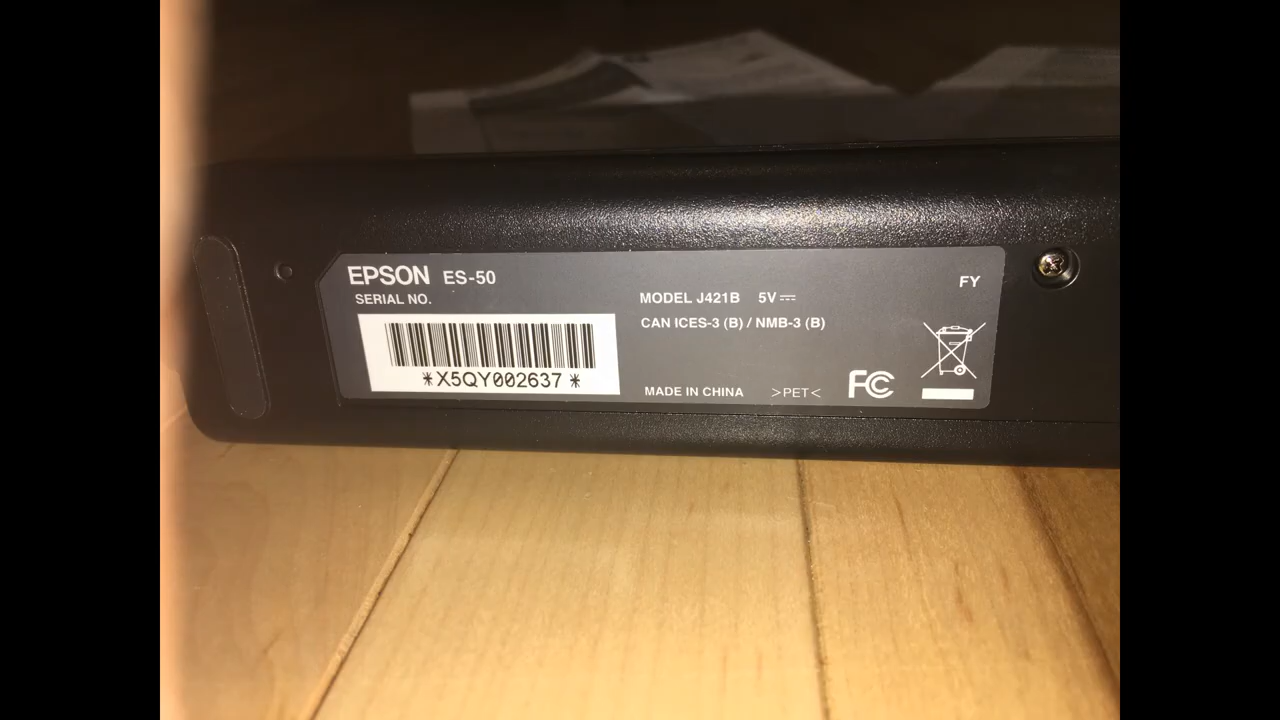 EPSON ES-50
SERIAL NO.
*X5QY002637*
MODEL J421B 5V⎓
CAN ICES-3 (B) / NMB-3 (B)
MADE IN CHINA >PET<
FC
FY